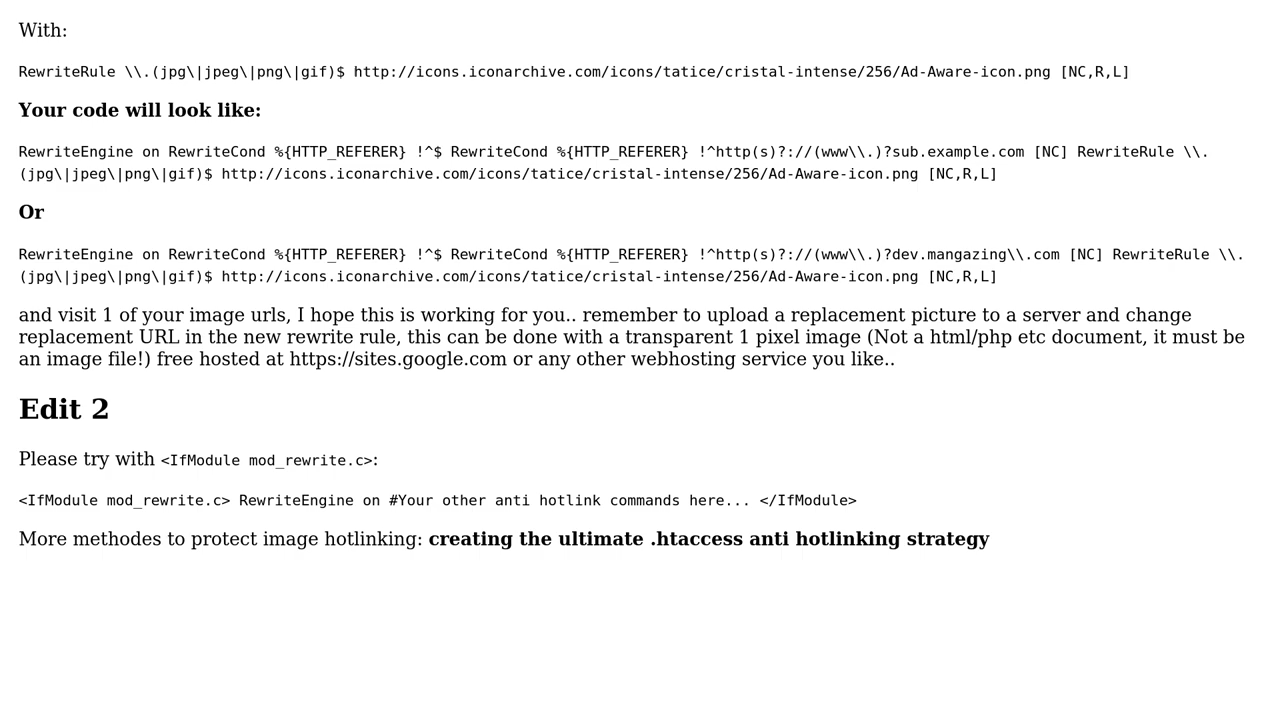 With:
RewriteRule \\.(jpg\|jpeg\|png\|gif)$ http://icons.iconarchive.com/icons/tatice/cristal-intense/256/Ad-Aware-icon.png [NC,R,L]
Your code will look like:
RewriteEngine on RewriteCond %{HTTP_REFERER} !^$ RewriteCond %{HTTP_REFERER} !^http(s)?://(www\\.)?sub.example.com [NC] RewriteRule \\.
(jpg\|jpeg\|png\|gif)$ http://icons.iconarchive.com/icons/tatice/cristal-intense/256/Ad-Aware-icon.png [NC,R,L]
Or
RewriteEngine on RewriteCond %{HTTP_REFERER} !^$ RewriteCond %{HTTP_REFERER} !^http(s)?://(www\\.)?dev.mangazing\\.com [NC] RewriteRule \\.
(jpg\|jpeg\|png\|gif)$ http://icons.iconarchive.com/icons/tatice/cristal-intense/256/Ad-Aware-icon.png [NC,R,L]
and visit 1 of your image urls, I hope this is working for you.. remember to upload a replacement picture to a server and change
replacement URL in the new rewrite rule, this can be done with a transparent 1 pixel image (Not a html/php etc document, it must be
an image file!) free hosted at https://sites.google.com or any other webhosting service you like..
Edit 2
Please try with <IfModule mod_rewrite.c>:
<IfModule mod_rewrite.c> RewriteEngine on #Your other anti hotlink commands here... </IfModule>
More methodes to protect image hotlinking: creating the ultimate .htaccess anti hotlinking strategy